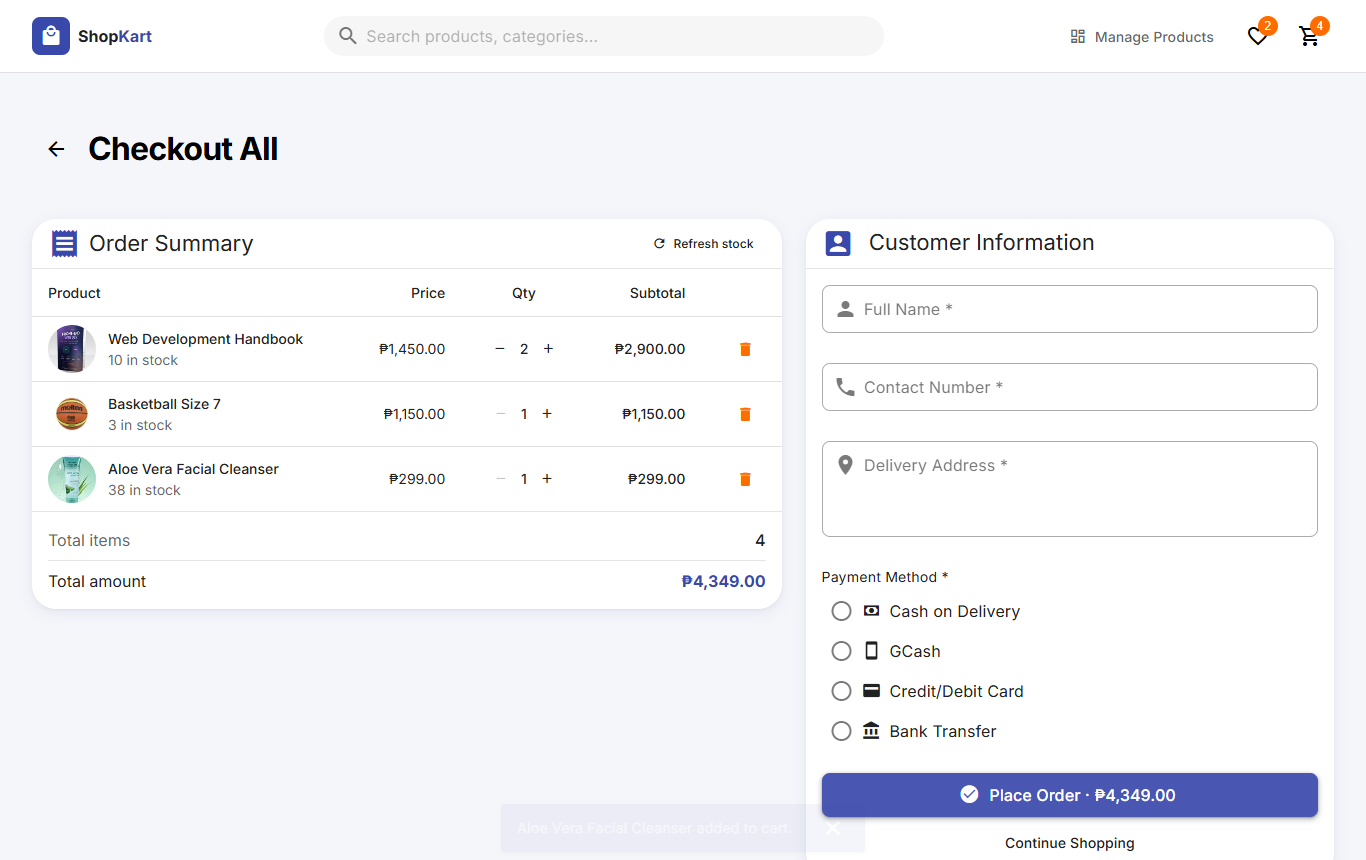 ShopKart
Search products, categories...
Manage Products
2
4
Checkout All
Order Summary
Refresh stock
Product Price Qty Subtotal
Web Development Handbook
10 in stock
₱1,450.00 − 2 + ₱2,900.00
Basketball Size 7
3 in stock
₱1,150.00 − 1 + ₱1,150.00
molten
Aloe Vera Facial Cleanser
38 in stock
₱299.00 − 1 + ₱299.00
Total items 4
Total amount ₱4,349.00
Customer Information
Full Name *
Contact Number *
Delivery Address *
Payment Method *
Cash on Delivery
GCash
Credit/Debit Card
Bank Transfer
Place Order · ₱4,349.00
Aloe Vera Facial Cleanser added to cart.
Continue Shopping